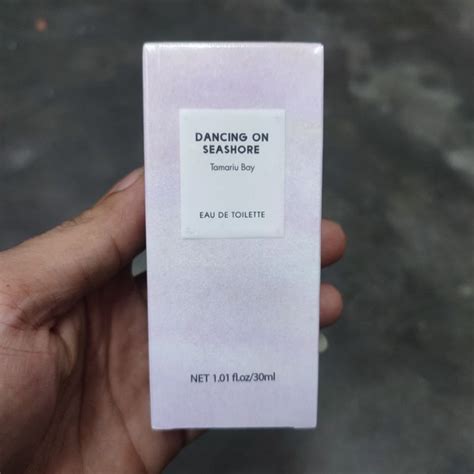 DANCING ON
SEASHORE
Tamariu Bay
EAU DE TOILETTE
NET 1.01 fl.oz/30ml